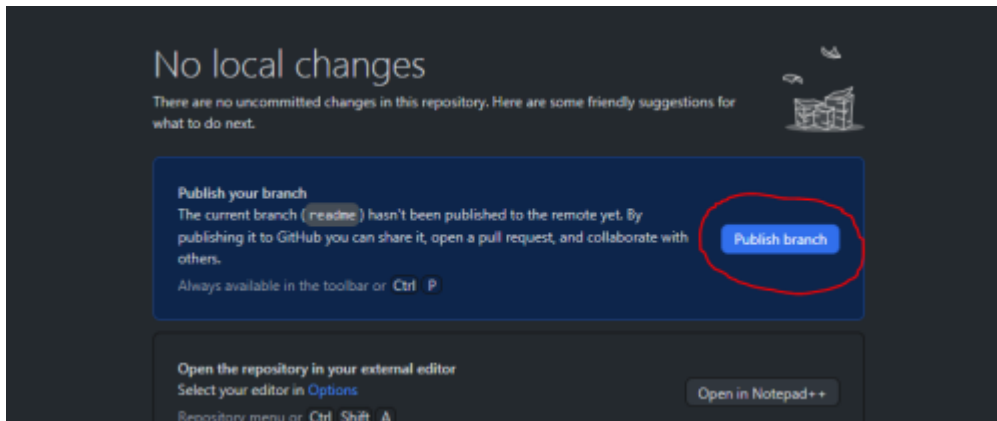 No local changes
There are no uncommitted changes in this repository. Here are some friendly suggestions for
what to do next.
Publish your branch
The current branch ( readme ) hasn't been published to the remote yet. By
publishing it to GitHub you can share it, open a pull request, and collaborate with
others.
Publish branch
Always available in the toolbar or Ctrl P
Open the repository in your external editor
Select your editor in Options
Open in Notepad++
Repository menu or Ctrl Shift A